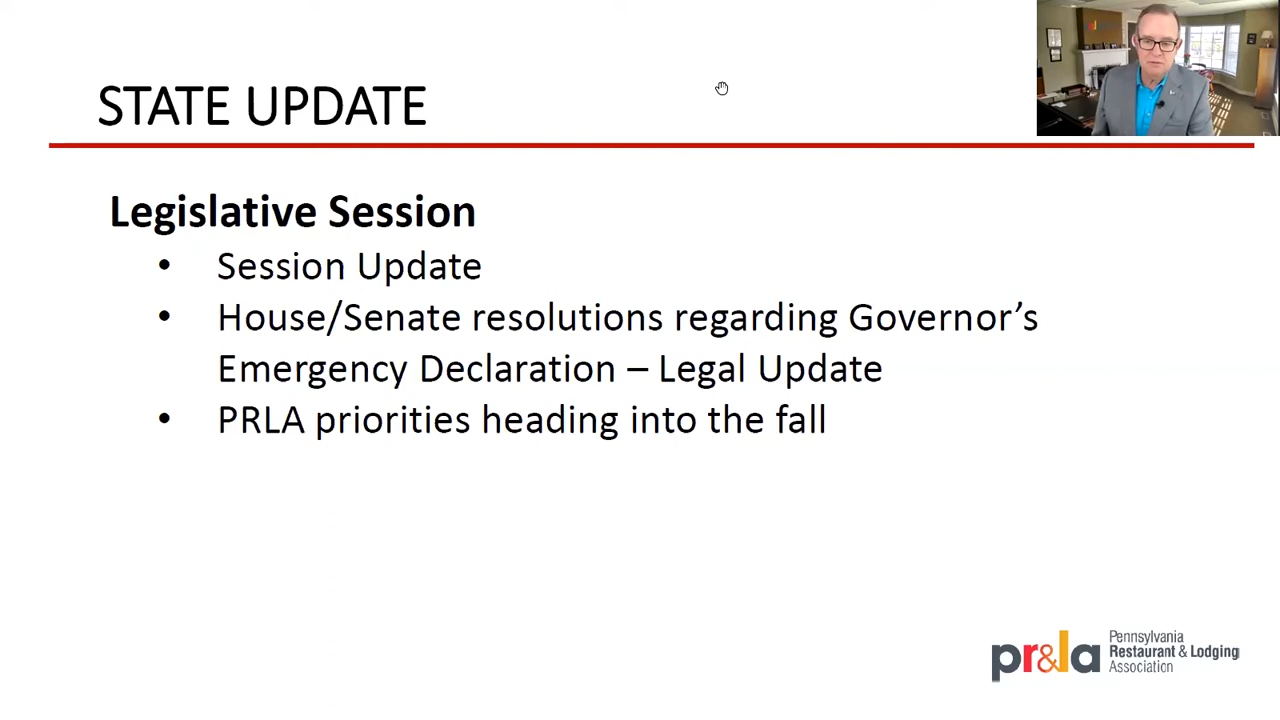 STATE UPDATE
Legislative Session
• Session Update
• House/Senate resolutions regarding Governor’s
Emergency Declaration – Legal Update
• PRLA priorities heading into the fall
pr&la
Pennsylvania
Restaurant & Lodging
Association